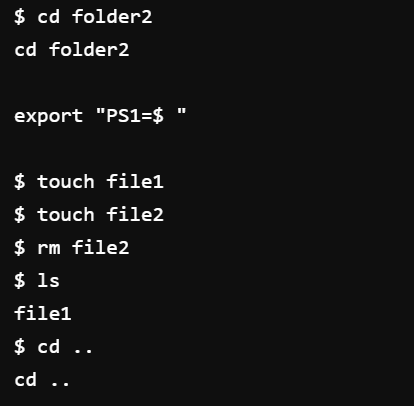 $ cd folder2
cd folder2
export "PS1=$ "
$ touch file1
$ touch file2
$ rm file2
$ ls
file1
$ cd ..
cd ..